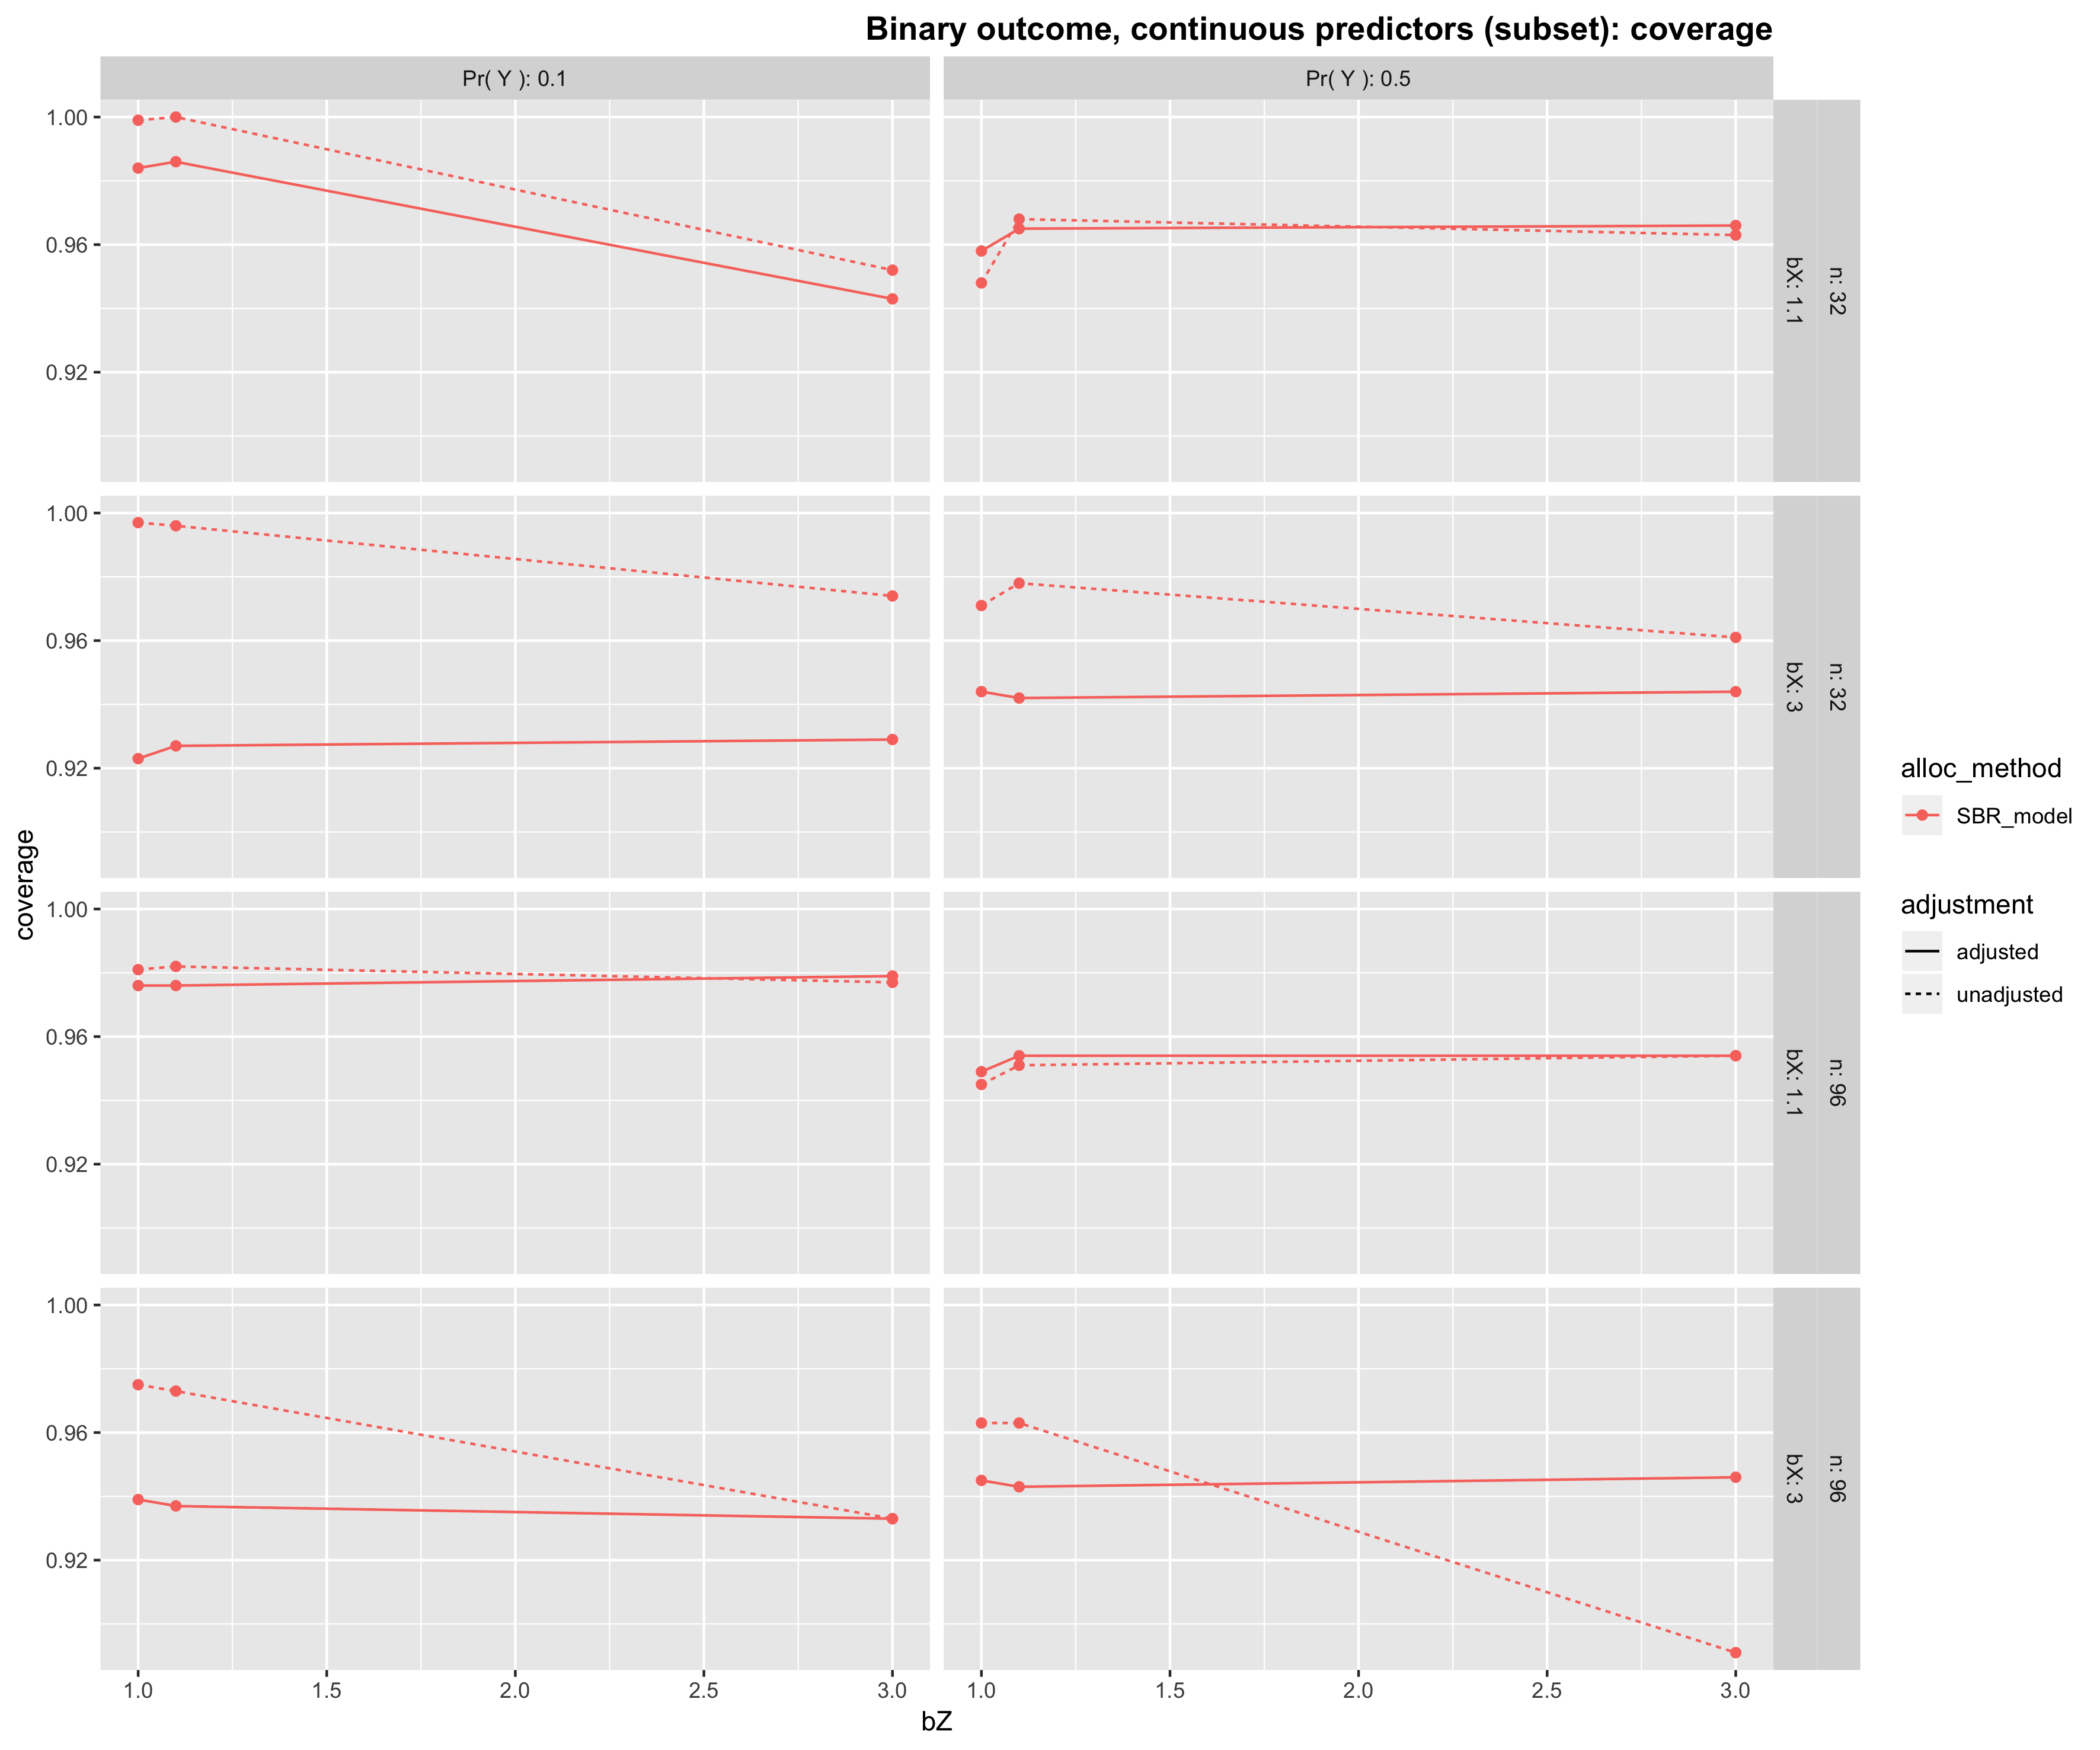 Binary outcome, continuous predictors (subset): coverage
Pr( Y ): 0.1
Pr( Y ): 0.5
1.00
0.96
0.92
bX: 1.1
n: 32
1.00
0.96
0.92
bX: 3
n: 32
1.00
0.96
0.92
bX: 1.1
n: 96
1.00
0.96
0.92
bX: 3
n: 96
1.0 1.5 2.0 2.5 3.0
1.0 1.5 2.0 2.5 3.0
bZ
coverage
alloc_method
SBR_model
adjustment
adjusted
unadjusted